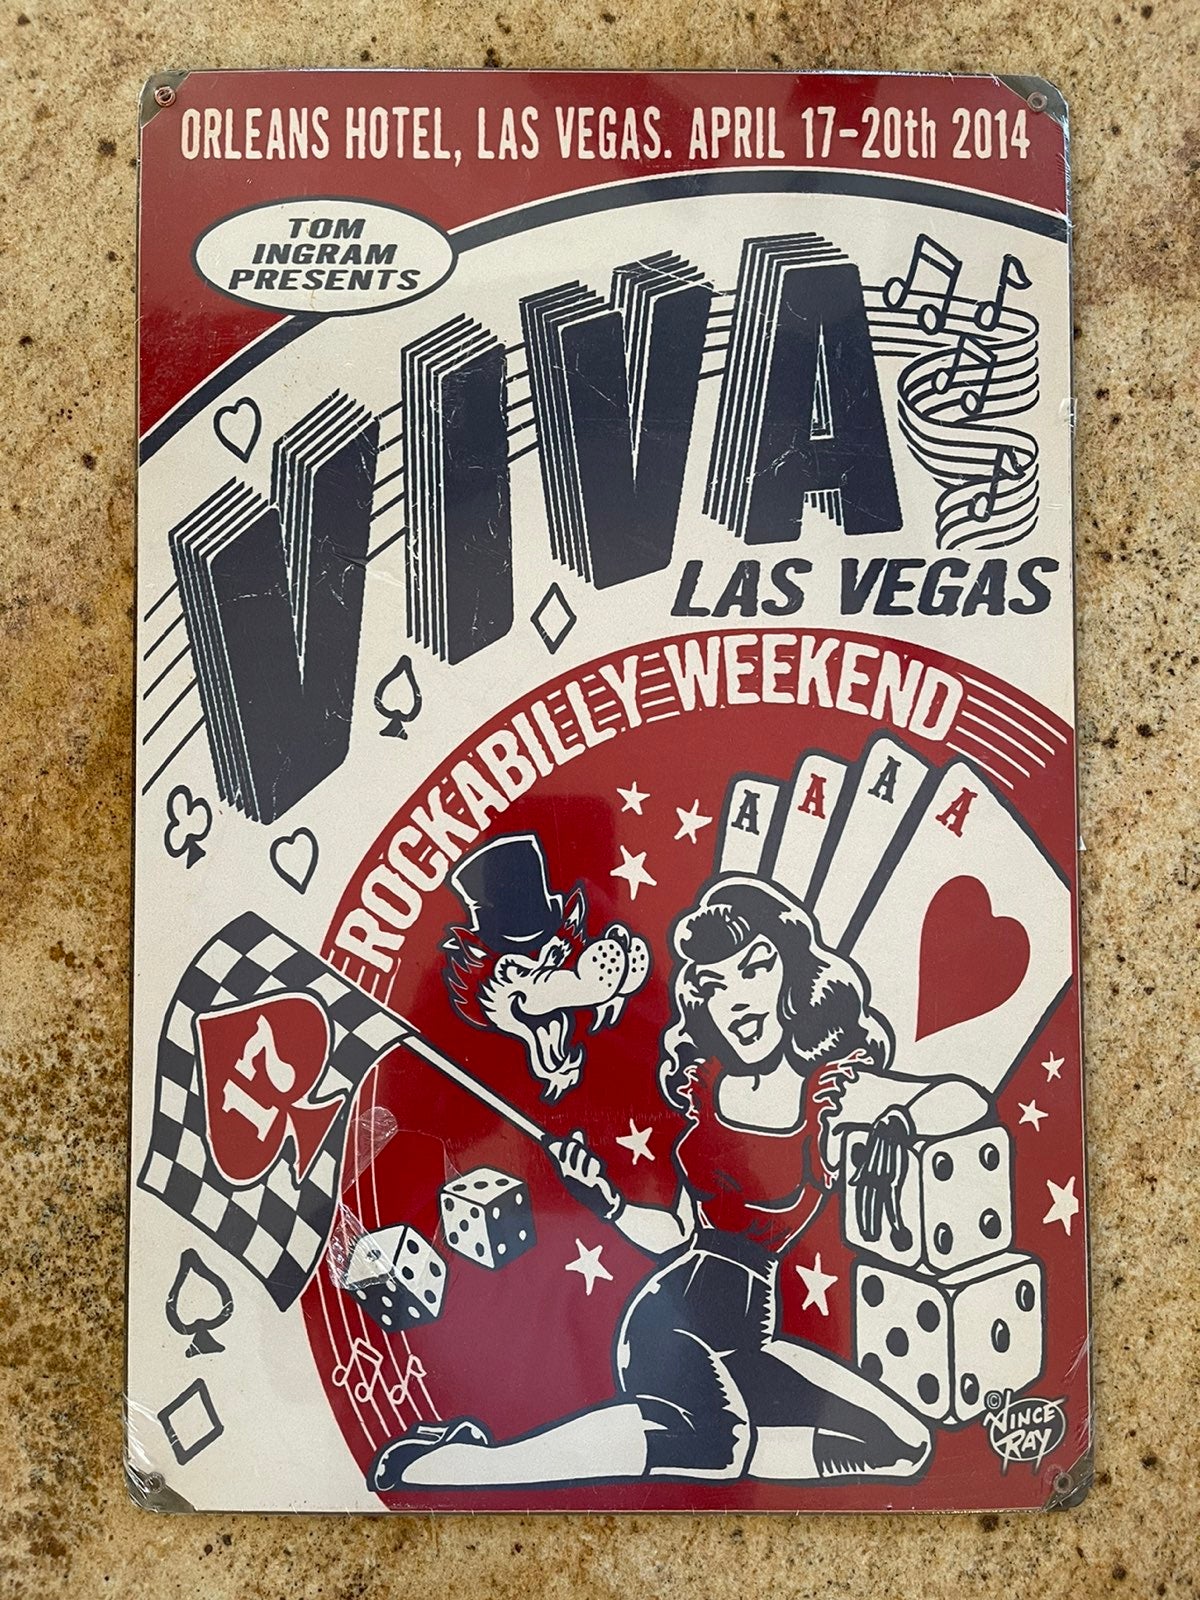 ORLEANS HOTEL, LAS VEGAS. APRIL 17-20th 2014
TOM
INGRAM
PRESENTS
VIVA
LAS VEGAS
ROCKABILLY WEEKEND
A
A
A
A
17
© VINCE
RAY